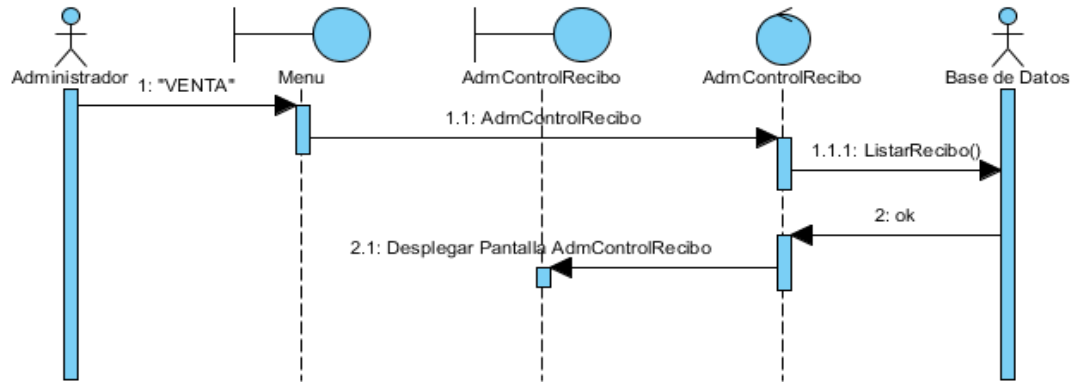 Administrador
Menu
AdmControlRecibo
AdmControlRecibo
Base de Datos
1: "VENTA"
1.1: AdmControlRecibo
1.1.1: ListarRecibo()
2: ok
2.1: Desplegar Pantalla AdmControlRecibo